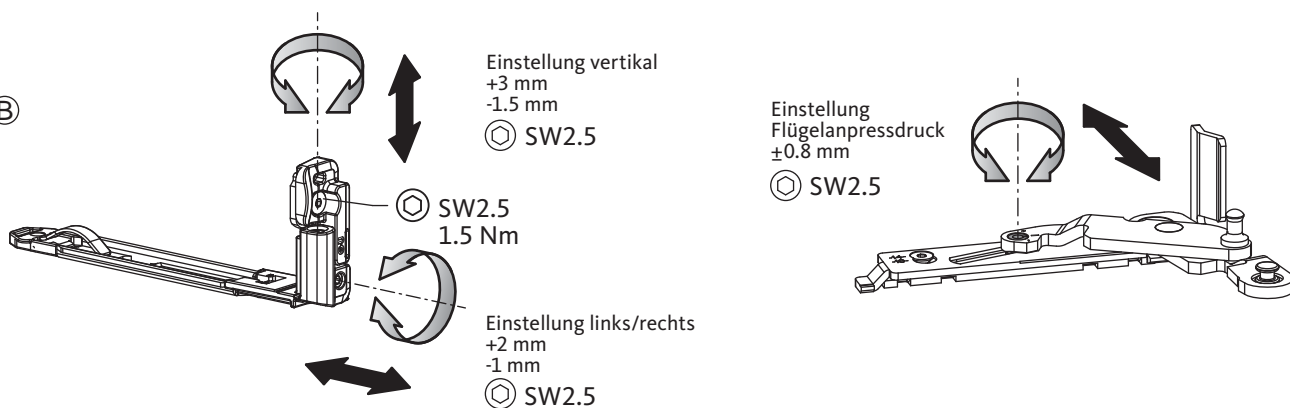 B
Einstellung vertikal
+3 mm
-1.5 mm
SW2.5
SW2.5
1.5 Nm
Einstellung links/rechts
+2 mm
-1 mm
SW2.5
Einstellung
Flügelanpressdruck
±0.8 mm
SW2.5